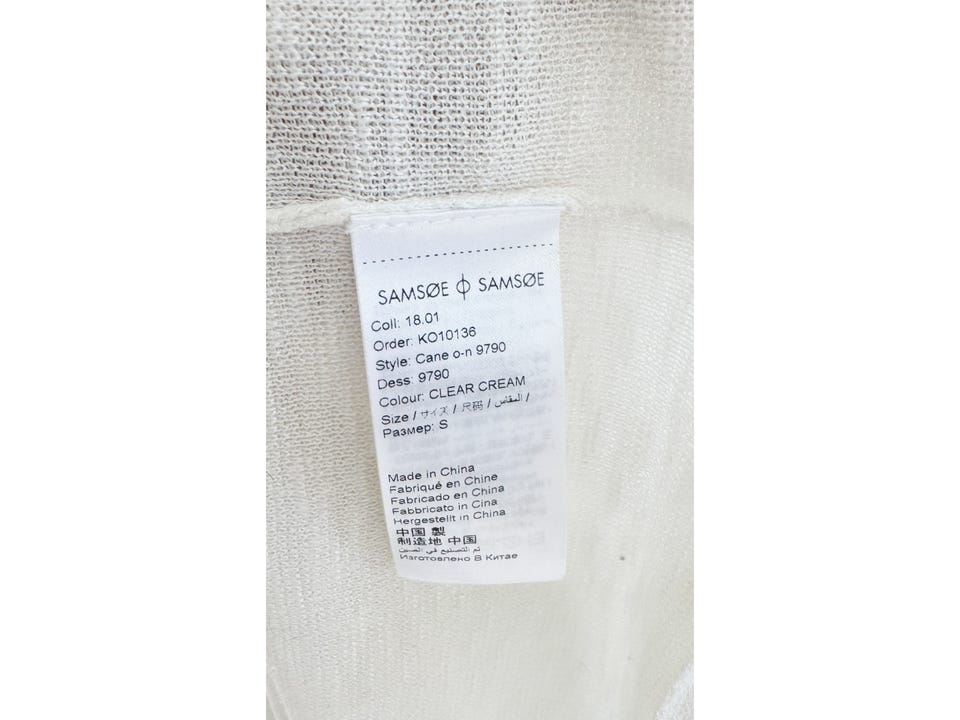 SAMSØE ϕ SAMSØE
Coll: 18.01
Order: KO10136
Style: Cane o-n 9790
Dess: 9790
Colour: CLEAR CREAM
Size / サイズ / 尺码 / المقاس /
Размер: S
Made in China
Fabriqué en Chine
Fabricado en China
Fabbricato in Cina
Hergestellt in China
中国 製
制造地 中国
تم التصنيع في الصين
Изготовлено В Китае